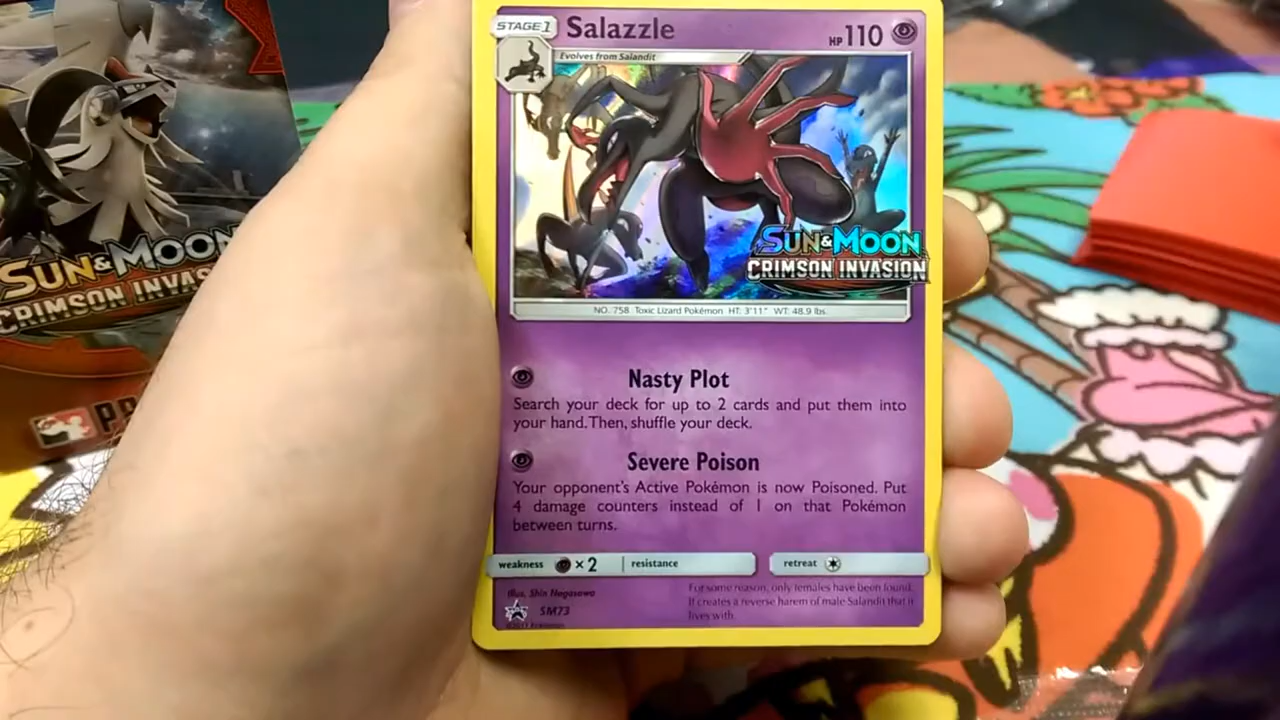 STAGE 1
Salazzle
HP 110
Evolves from Salandit
SUN & MOON
CRIMSON INVASION
NO. 758 Toxic Lizard Pokémon HT: 3'11" WT: 48.9 lbs.
Nasty Plot
Search your deck for up to 2 cards and put them into
your hand. Then, shuffle your deck.
Severe Poison
Your opponent's Active Pokémon is now Poisoned. Put
4 damage counters instead of 1 on that Pokémon
between turns.
weakness × 2 resistance
retreat
Illus. Shin Nagasawa
SM73
For some reason, only females have been found.
It creates a reverse harem of male Salandit that it
lives with.
SUN & MOON
CRIMSON INVAS